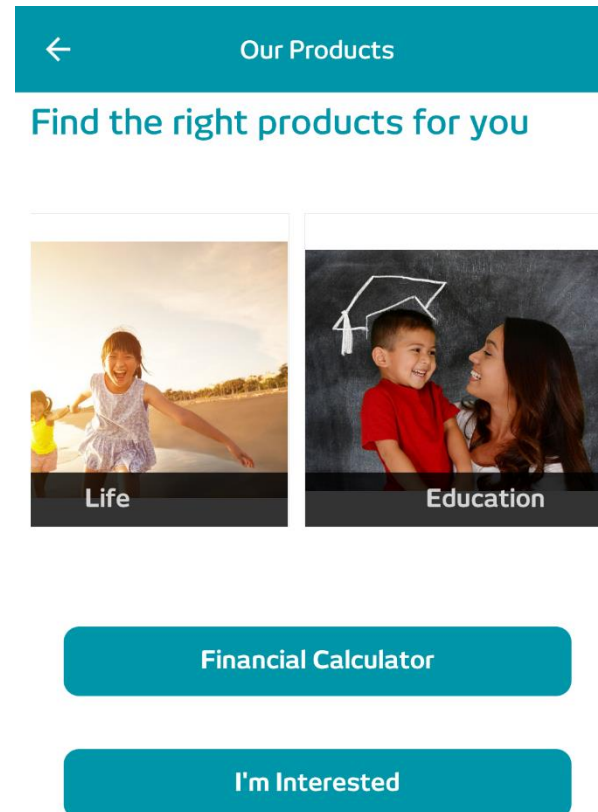 Our Products
Find the right products for you
Life
Education
Financial Calculator
I'm Interested